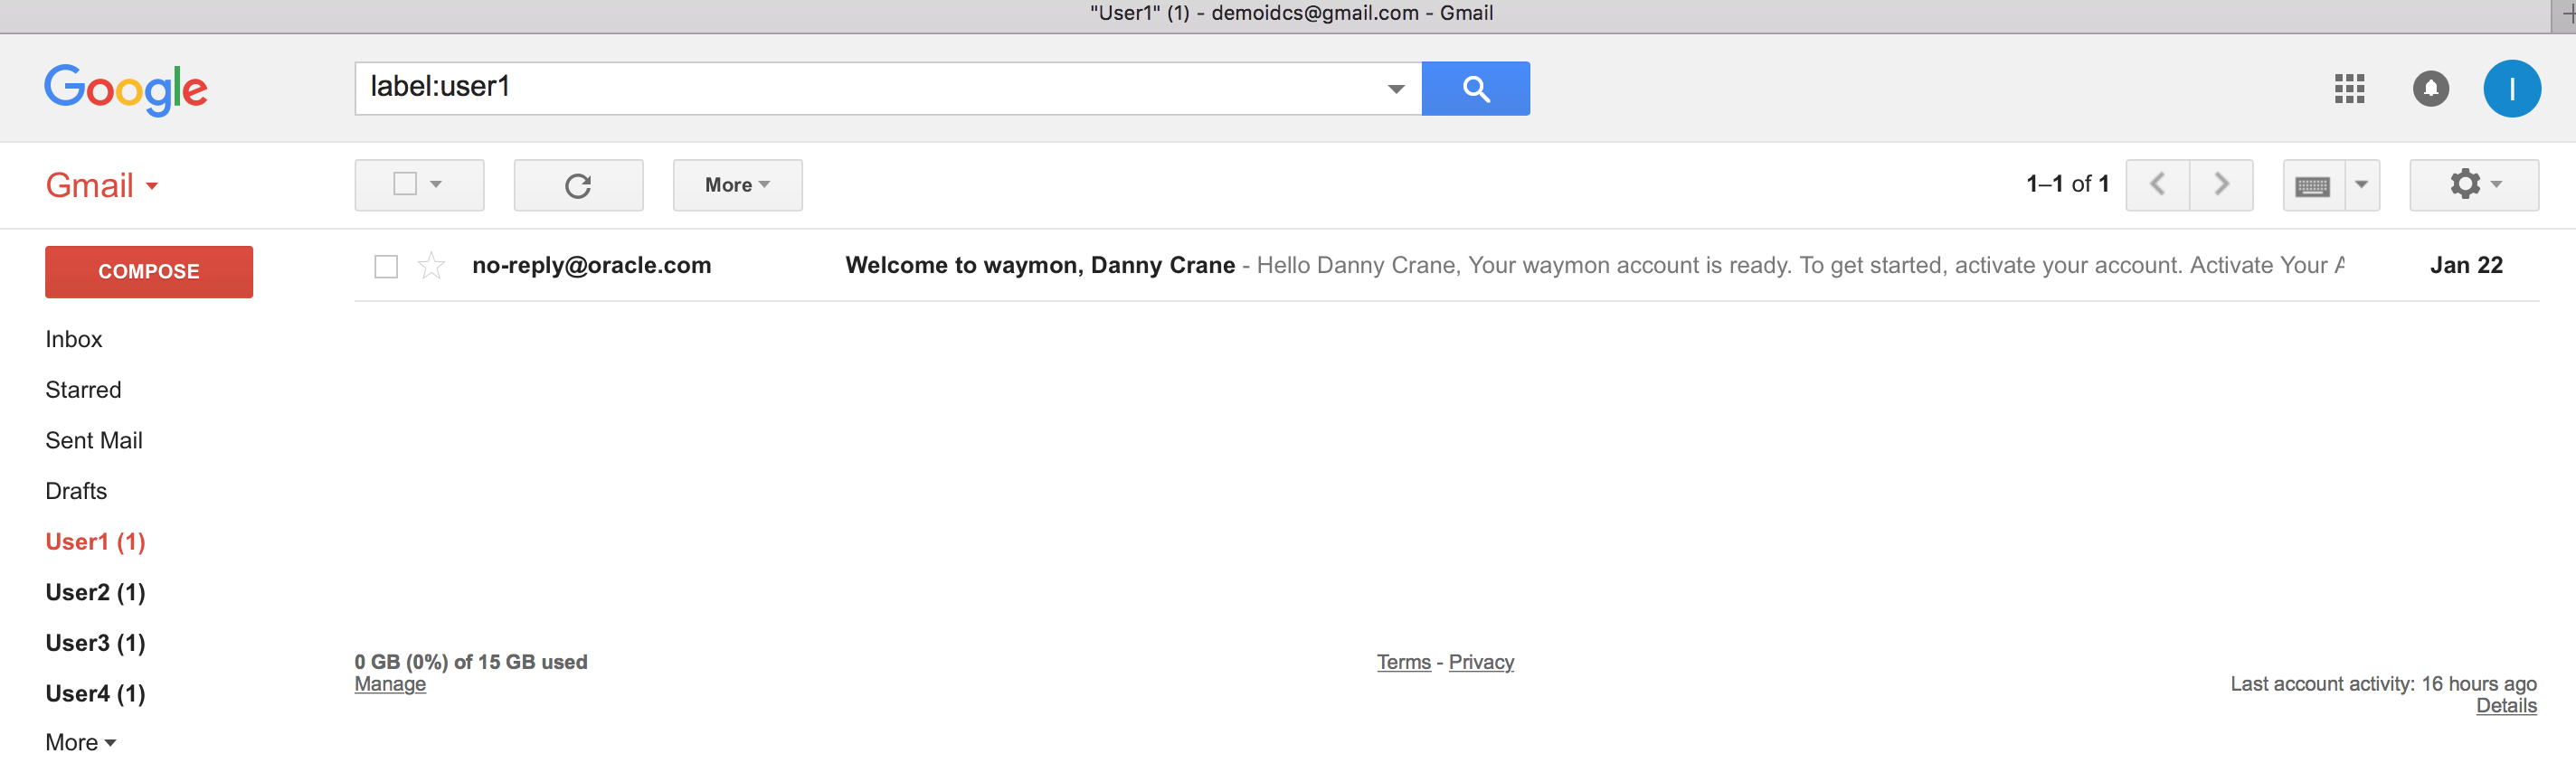 "User1" (1) - demoidcs@gmail.com - Gmail
Google
label:user1
I
Gmail
More
1–1 of 1
COMPOSE
no-reply@oracle.com Welcome to waymon, Danny Crane - Hello Danny Crane, Your waymon account is ready. To get started, activate your account. Activate Your A Jan 22
Inbox
Starred
Sent Mail
Drafts
User1 (1)
User2 (1)
User3 (1)
User4 (1)
More
0 GB (0%) of 15 GB used
Manage
Terms - Privacy
Last account activity: 16 hours ago
Details